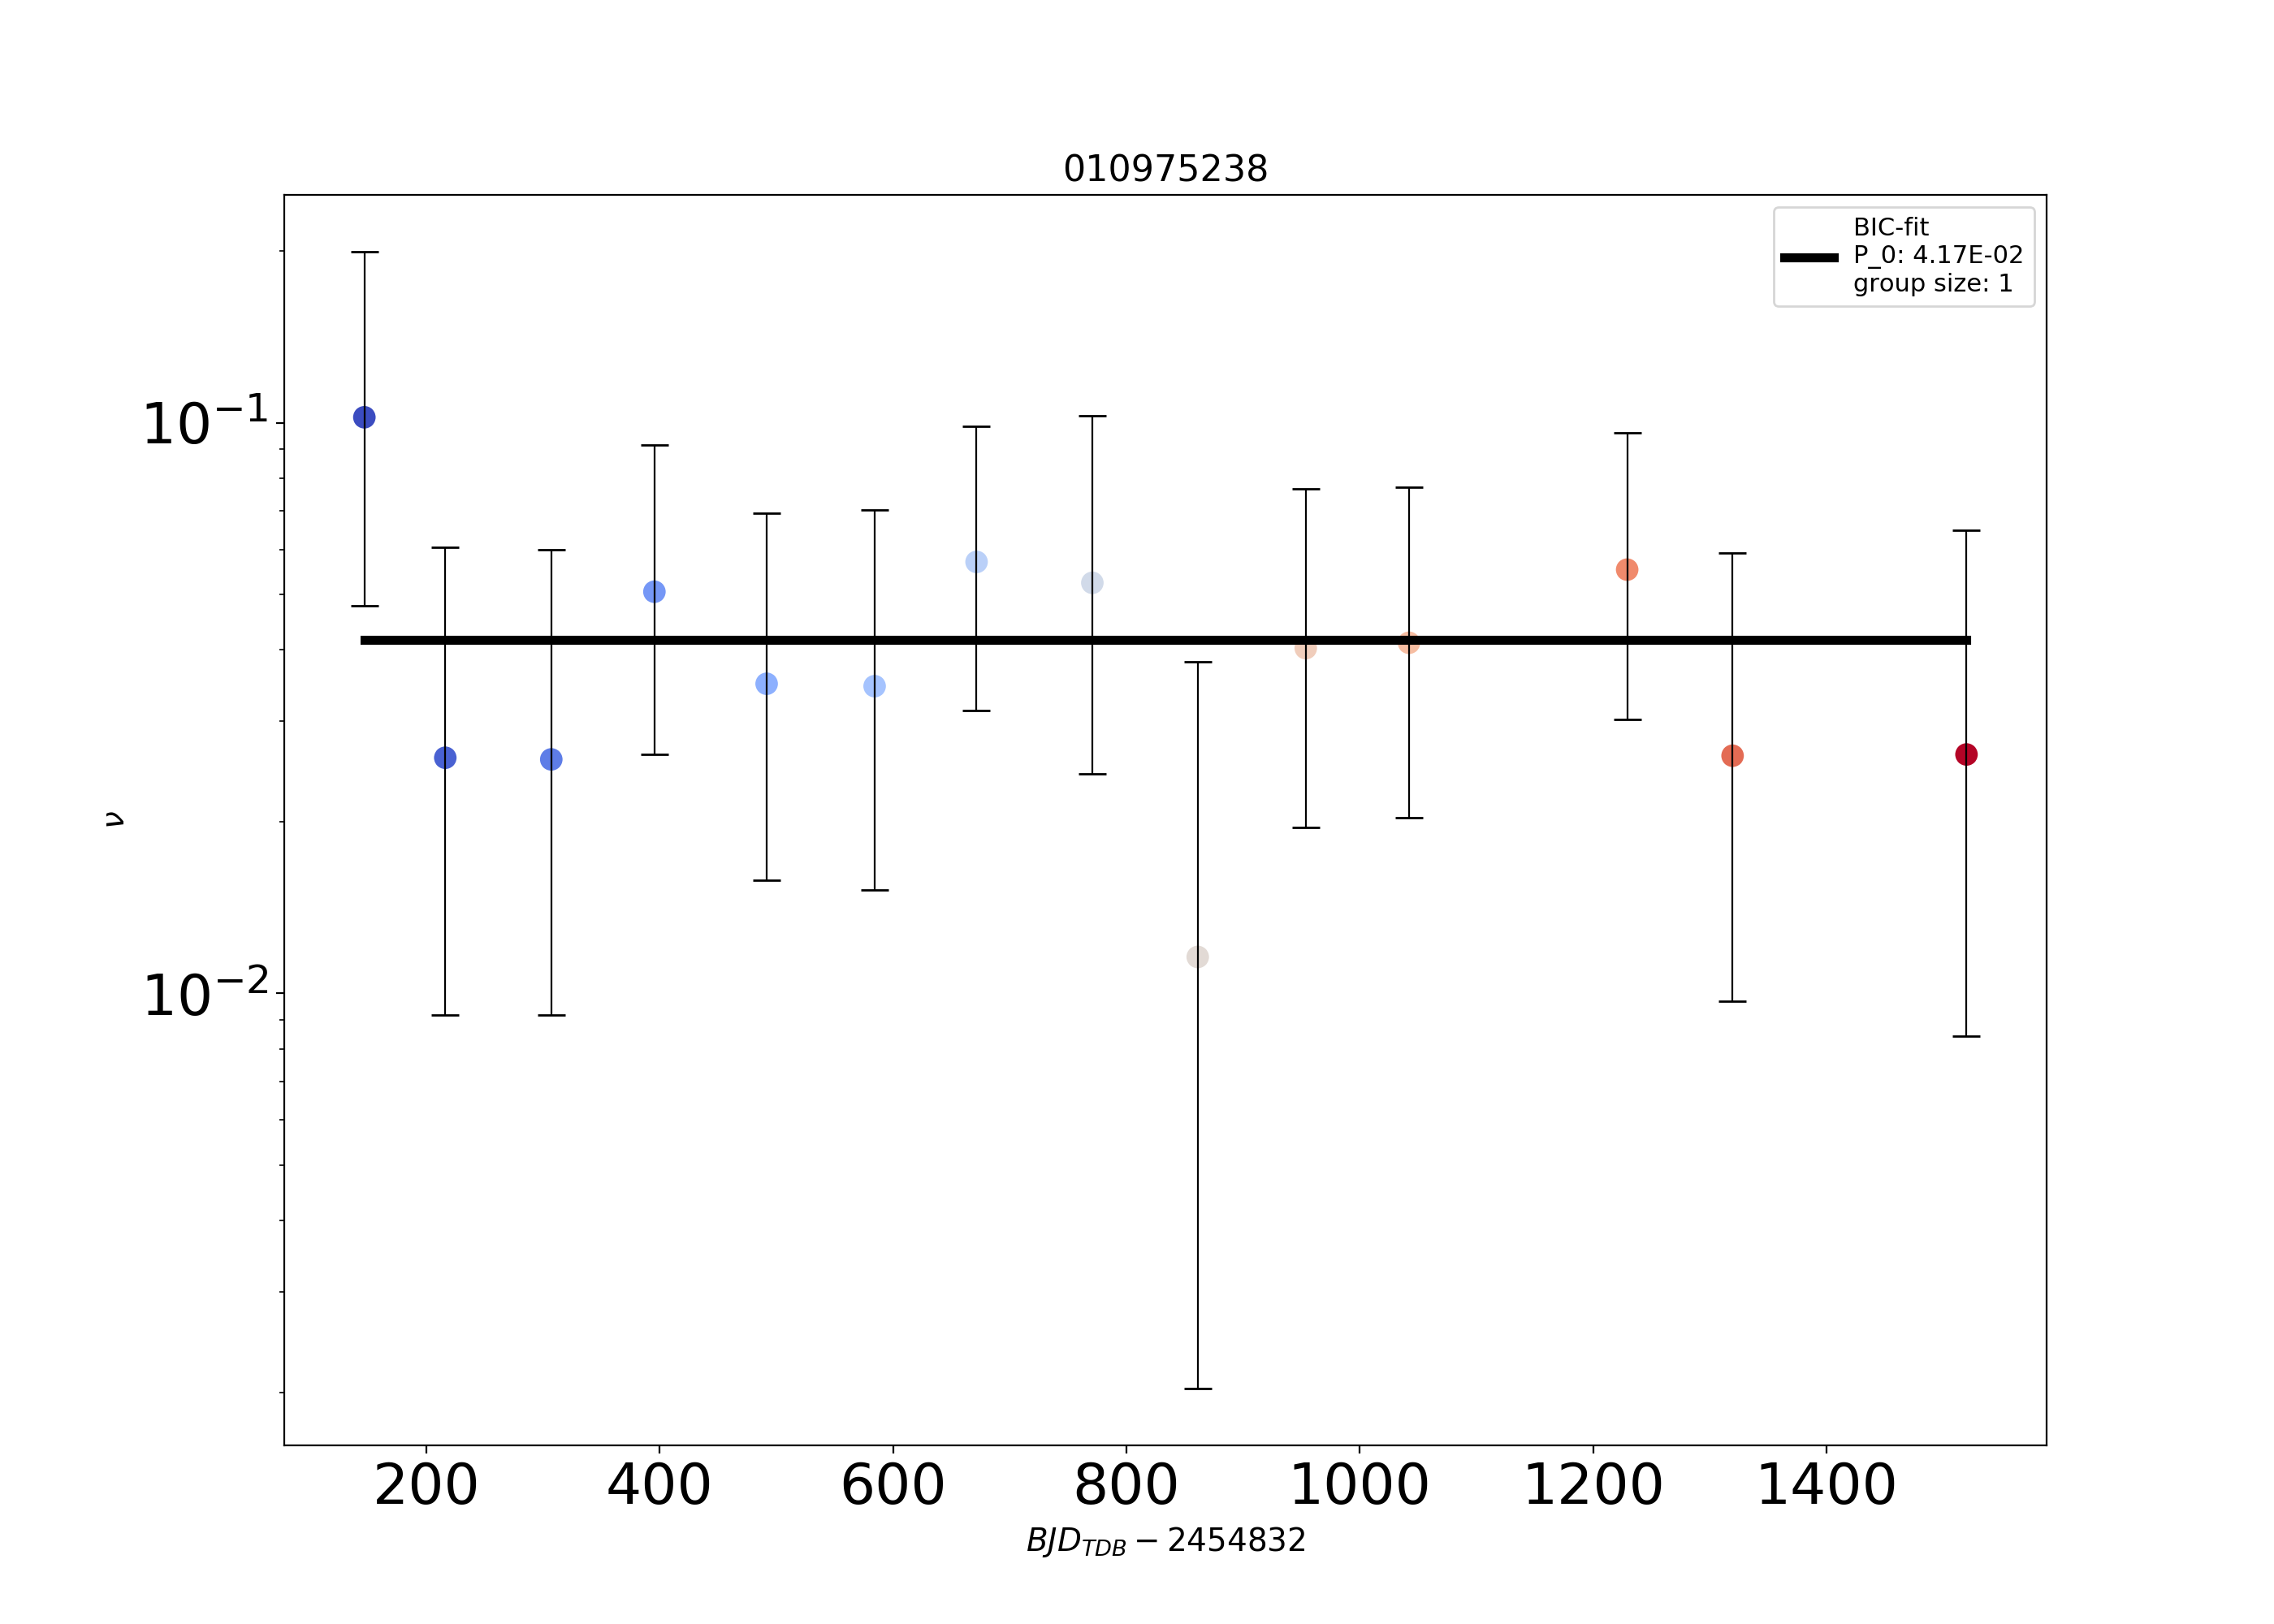 010975238
BIC-fit
P_0: 4.17E-02
group size: 1
10⁻¹
10⁻²
ν
200 400 600 800 1000 1200 1400
BJD_TDB − 2454832